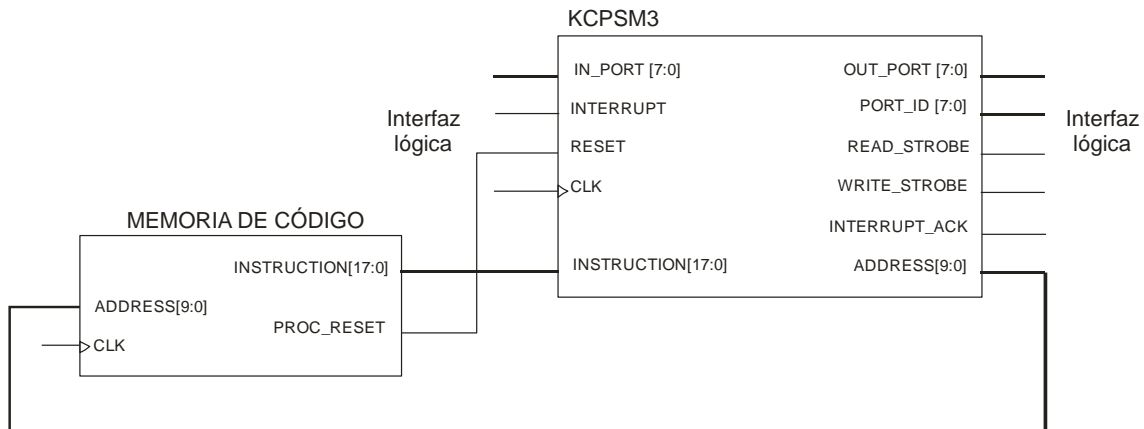 KCPSM3
IN_PORT [7:0]
OUT_PORT [7:0]
INTERRUPT
PORT_ID [7:0]
Interfaz
lógica
RESET
READ_STROBE
Interfaz
lógica
CLK
WRITE_STROBE
INTERRUPT_ACK
INSTRUCTION[17:0]
ADDRESS[9:0]
MEMORIA DE CÓDIGO
INSTRUCTION[17:0]
ADDRESS[9:0]
PROC_RESET
CLK